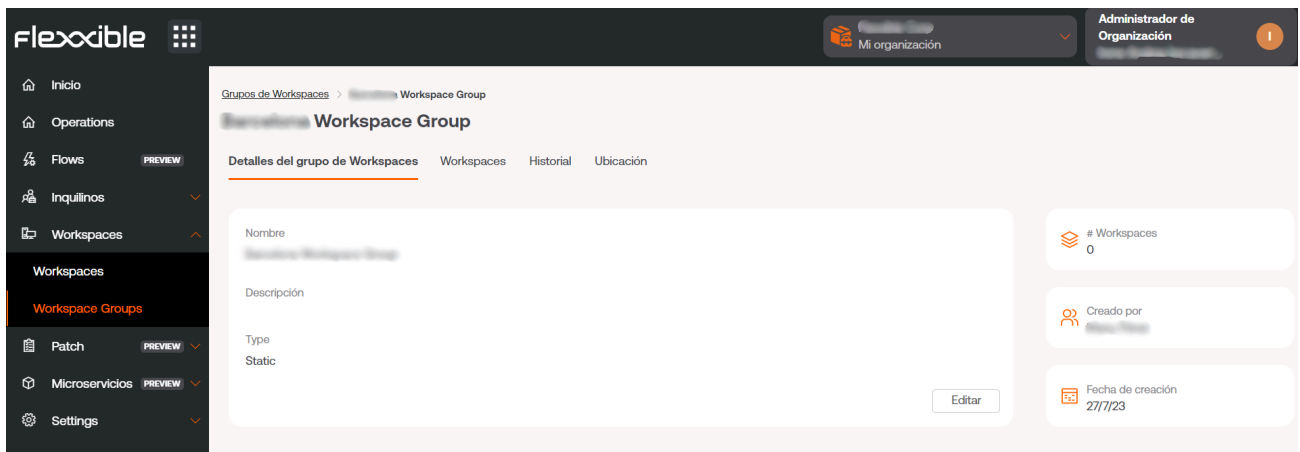 Flexxible
Mi organización
Administrador de
Organización
I
Inicio
Operations
Flows PREVIEW
Inquilinos
Workspaces
Workspaces
Workspace Groups
Patch PREVIEW
Microservicios PREVIEW
Settings
Grupos de Workspaces > Workspace Group
Workspace Group
Detalles del grupo de Workspaces Workspaces Historial Ubicación
Nombre
Descripción
Type
Static
Editar
# Workspaces
0
Creado por
Fecha de creación
27/7/23